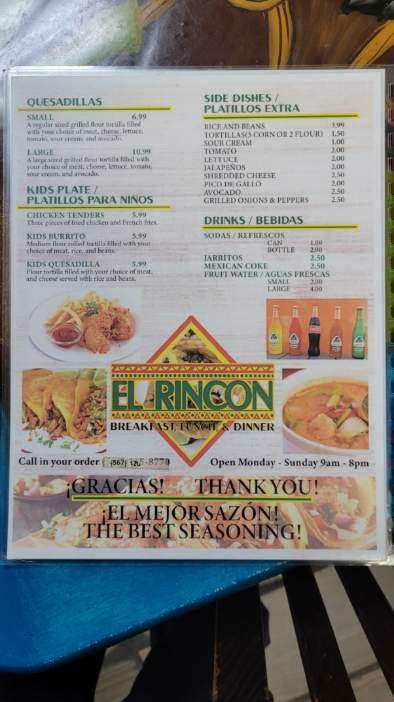 QUESADILLAS
SMALL 6.99
A regular sized grilled flour tortilla filled
with your choice of meat, cheese, lettuce,
tomato, sour cream, and avocado.
LARGE 10.99
A large sized grilled flour tortilla filled with
your choice of meat, cheese, lettuce, tomato,
sour cream, and avocado.
KIDS PLATE /
PLATILLOS PARA NIÑOS
CHICKEN TENDERS 5.99
Three pieces of fried chicken and French fries.
KIDS BURRITO 5.99
Medium flour rolled tortilla filled with your
choice of meat, rice, and beans.
KIDS QUESADILLA 5.99
Flour tortilla filled with your choice of meat,
and cheese served with rice and beans.
SIDE DISHES /
PLATILLOS EXTRA
RICE AND BEANS 3.99
TORTILLAS(3 CORN OR 2 FLOUR) 1.50
SOUR CREAM 1.00
TOMATO 2.00
LETTUCE 2.00
JALAPEÑOS 2.00
SHREDDED CHEESE 2.50
PICO DE GALLO 2.00
AVOCADO 2.50
GRILLED ONIONS & PEPPERS 2.50
DRINKS / BEBIDAS
SODAS / REFRESCOS
CAN 1.00
BOTTLE 2.00
JARRITOS 2.50
MEXICAN COKE 2.50
FRUIT WATER / AGUAS FRESCAS
SMALL 2.00
LARGE 4.00
EL RINCON
BREAKFAST, LUNCH & DINNER
Call in your order (562) 5-8770
Open Monday - Sunday 9am - 8pm
¡GRACIAS! THANK YOU!
¡EL MEJOR SAZÓN!
THE BEST SEASONING!